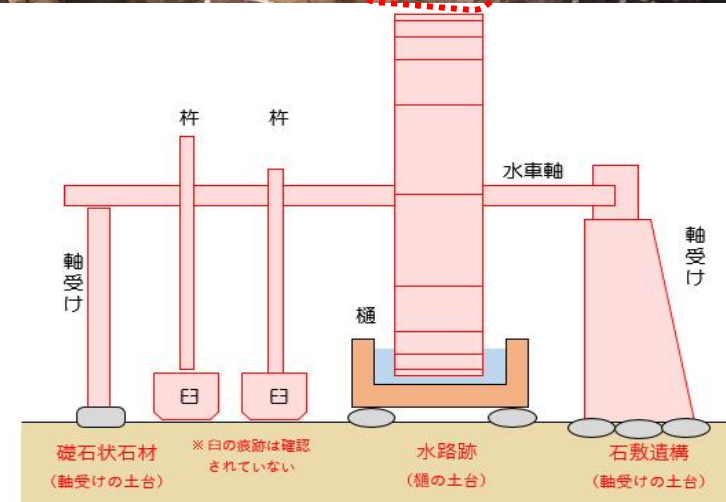 杵
杵
水車軸
軸受け
軸受け
樋
臼
臼
礎石状石材
(軸受けの土台)
※臼の痕跡は確認
されていない
水路跡
(樋の土台)
石敷遺構
(軸受けの土台)